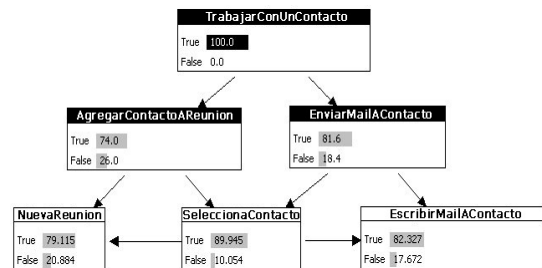 TrabajarConUnContacto
True 100.0
False 0.0
AgregarContactoAReunion
True 74.0
False 26.0
EnviarMailAContacto
True 81.6
False 18.4
NuevaReunion
True 79.115
False 20.884
SeleccionaContacto
True 89.945
False 10.054
EscribirMailAContacto
True 82.327
False 17.672